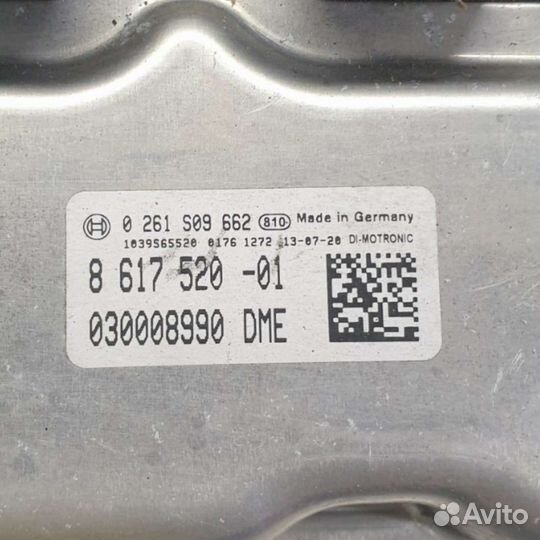 0 261 S09 662 810 Made in Germany
1039S65520 0176 1272 13-07-20 DI-MOTRONIC
8 617 520 -01
030008990 DME
Avito